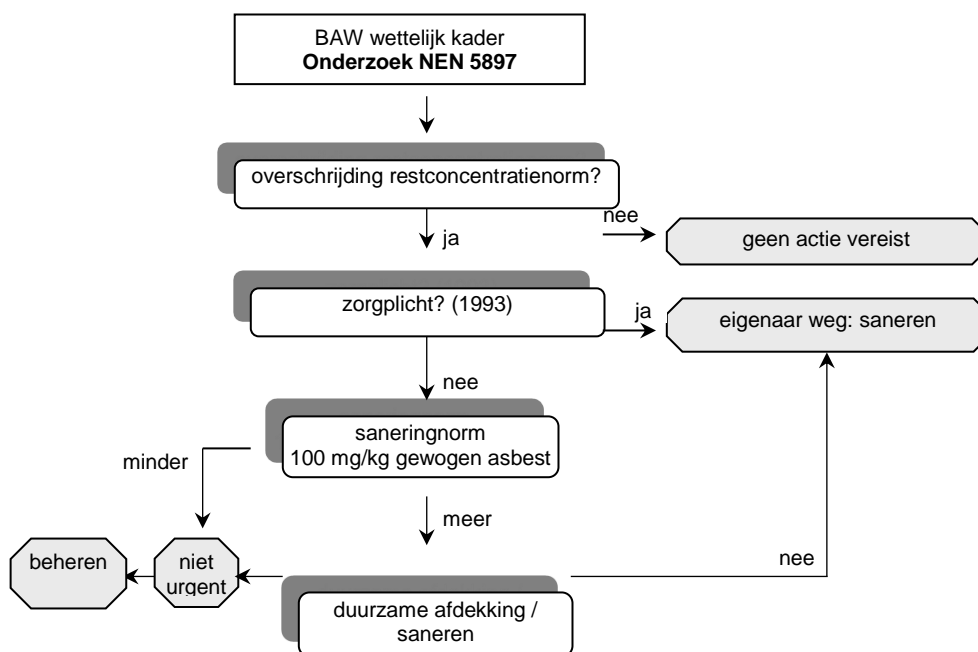 BAW wettelijk kader
Onderzoek NEN 5897
overschrijding restconcentratienorm?
nee
ja
geen actie vereist
zorgplicht? (1993)
ja
eigenaar weg: saneren
nee
saneringnorm
100 mg/kg gewogen asbest
minder
meer
beheren
niet
urgent
nee
duurzame afdekking /
saneren